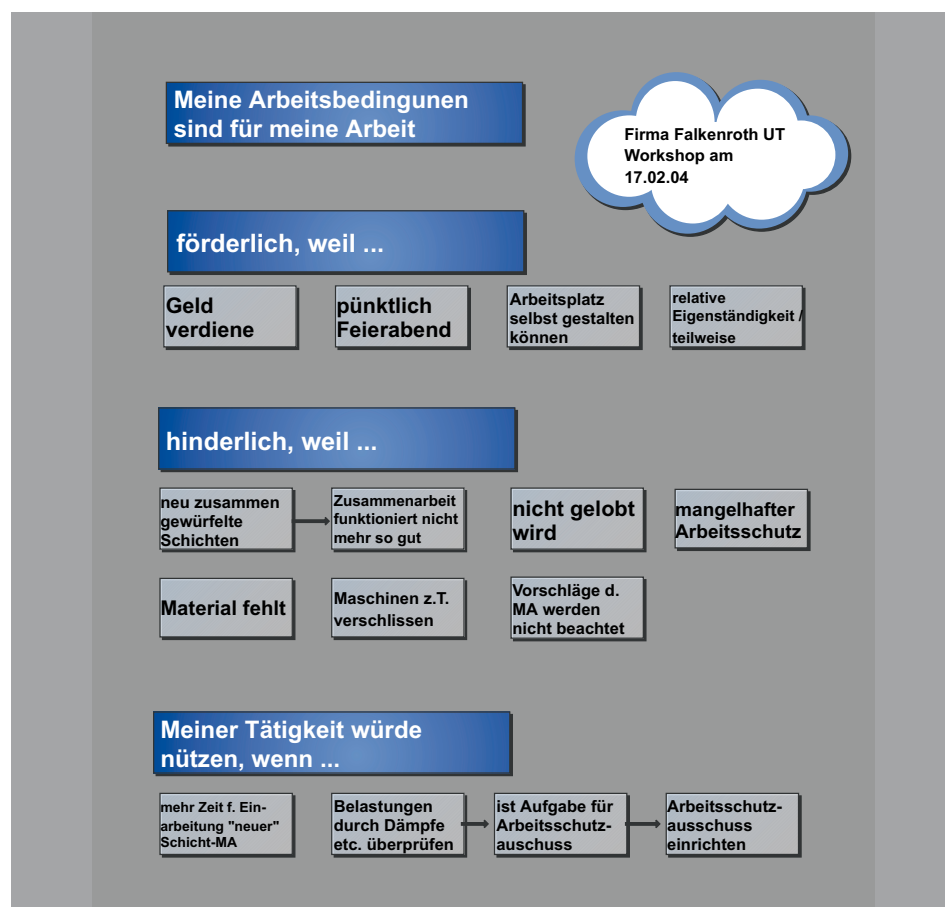 Meine Arbeitsbedingunen
sind für meine Arbeit
Firma Falkenroth UT
Workshop am
17.02.04
förderlich, weil ...
Geld
verdiene
pünktlich
Feierabend
Arbeitsplatz
selbst gestalten
können
relative
Eigenständigkeit /
teilweise
hinderlich, weil ...
neu zusammen
gewürfelte
Schichten
Zusammenarbeit
funktioniert nicht
mehr so gut
nicht gelobt
wird
mangelhafter
Arbeitsschutz
Material fehlt
Maschinen z.T.
verschlissen
Vorschläge d.
MA werden
nicht beachtet
Meiner Tätigkeit würde
nützen, wenn ...
mehr Zeit f. Ein-
arbeitung "neuer"
Schicht-MA
Belastungen
durch Dämpfe
etc. überprüfen
ist Aufgabe für
Arbeitsschutz-
auschuss
Arbeitsschutz-
ausschuss
einrichten